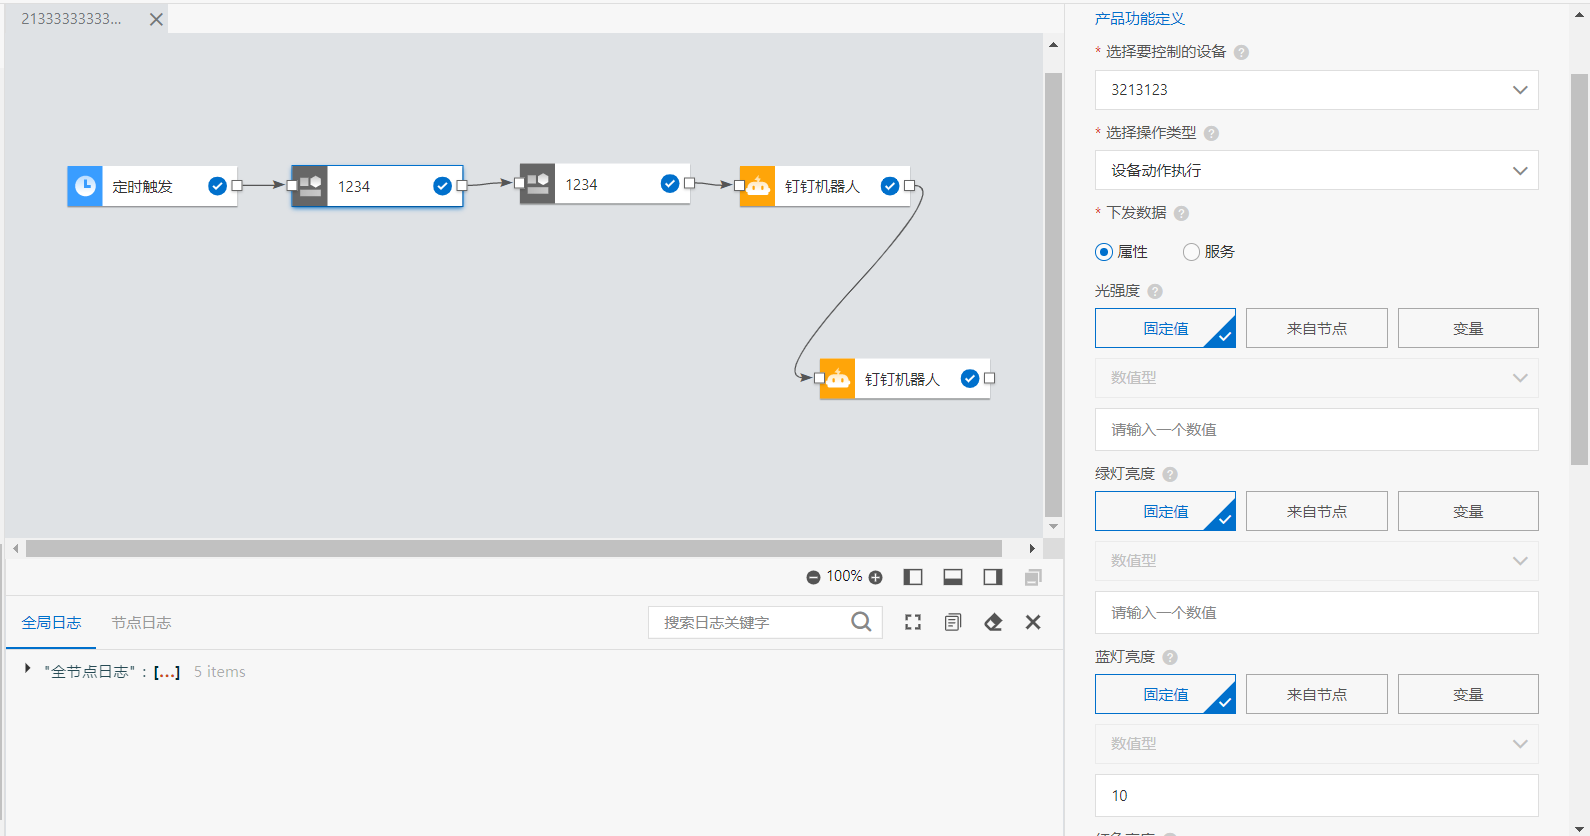 21333333333...
定时触发
1234
1234
钉钉机器人
钉钉机器人
100%
全局日志
节点日志
搜索日志关键字
"全节点日志" : [...] 5 items
产品功能定义
* 选择要控制的设备
3213123
* 选择操作类型
设备动作执行
* 下发数据
属性
服务
光强度
固定值
来自节点
变量
数值型
请输入一个数值
绿灯亮度
固定值
来自节点
变量
数值型
请输入一个数值
蓝灯亮度
固定值
来自节点
变量
数值型
10